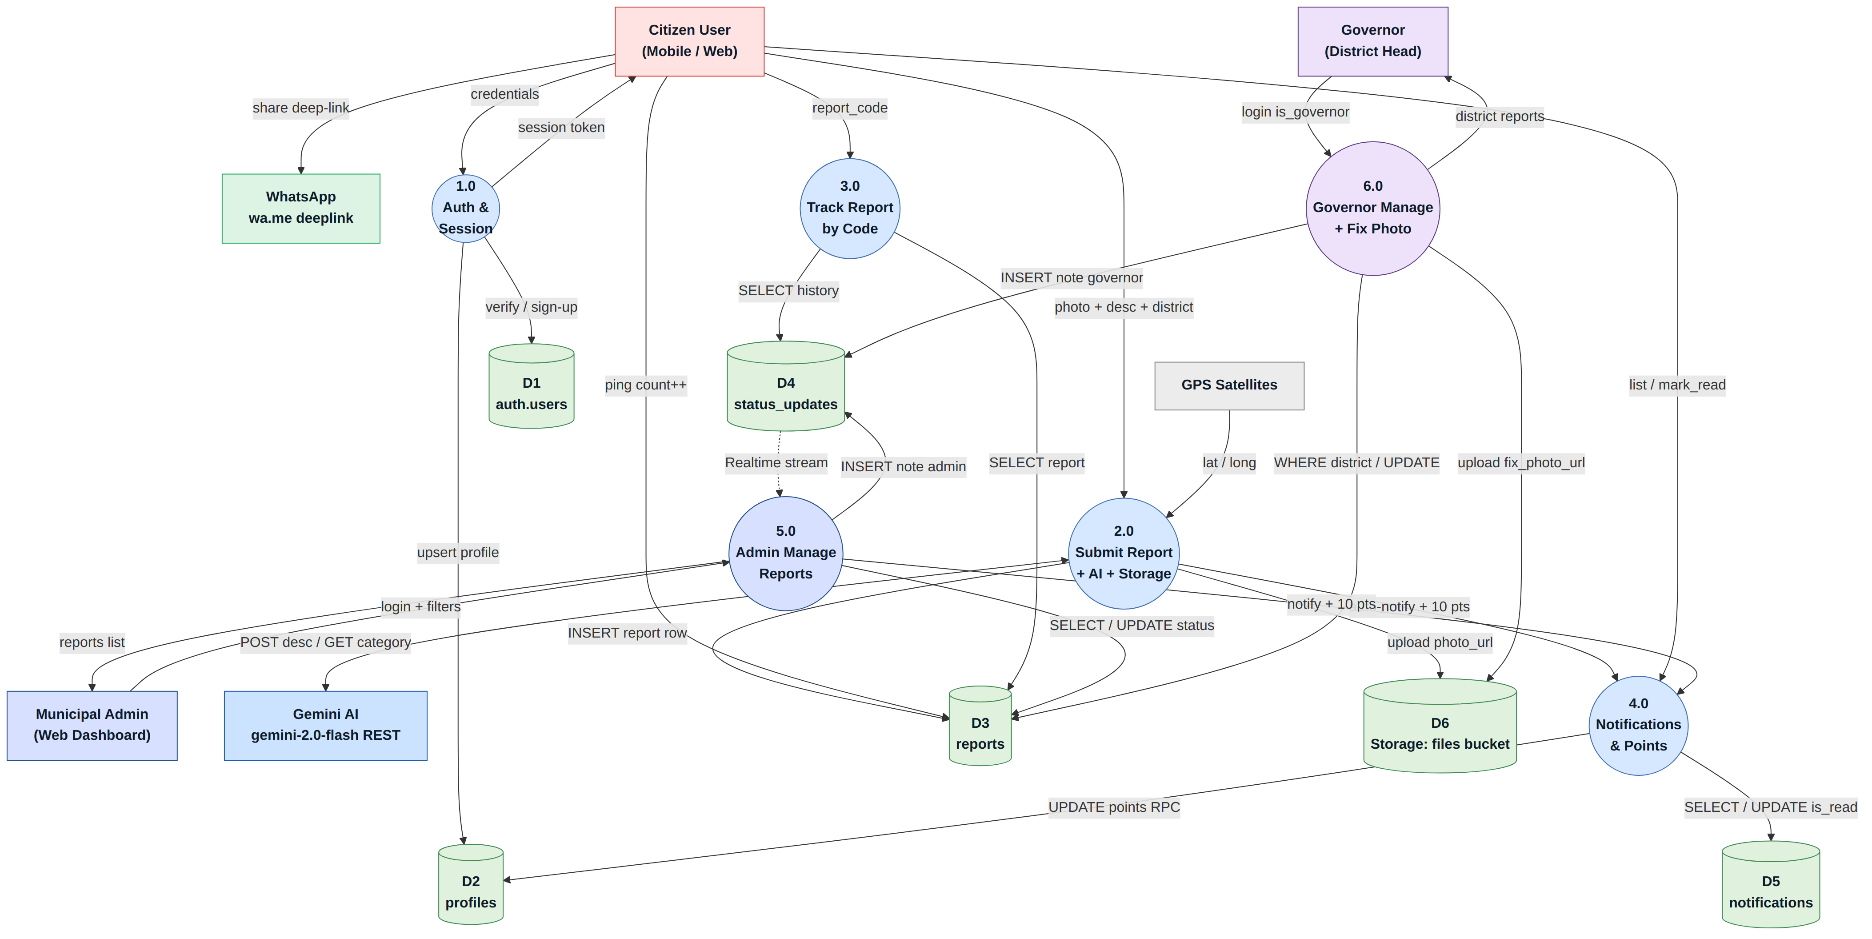 Citizen User
(Mobile / Web)
Governor
(District Head)
share deep-link
credentials
session token
report_code
login is_governor
district reports
WhatsApp
wa.me deeplink
1.0
Auth &
Session
3.0
Track Report
by Code
6.0
Governor Manage
+ Fix Photo
verify / sign-up
SELECT history
INSERT note governor
photo + desc + district
D1
auth.users
ping count++
D4
status_updates
GPS Satellites
list / mark_read
Realtime stream
INSERT note admin
SELECT report
lat / long
WHERE district / UPDATE
upload fix_photo_url
upsert profile
5.0
Admin Manage
Reports
2.0
Submit Report
+ AI + Storage
login + filters
notify + 10 pts
notify + 10 pts
reports list
POST desc / GET category
INSERT report row
SELECT / UPDATE status
upload photo_url
Municipal Admin
(Web Dashboard)
Gemini AI
gemini-2.0-flash REST
D3
reports
D6
Storage: files bucket
4.0
Notifications
& Points
UPDATE points RPC
SELECT / UPDATE is_read
D2
profiles
D5
notifications